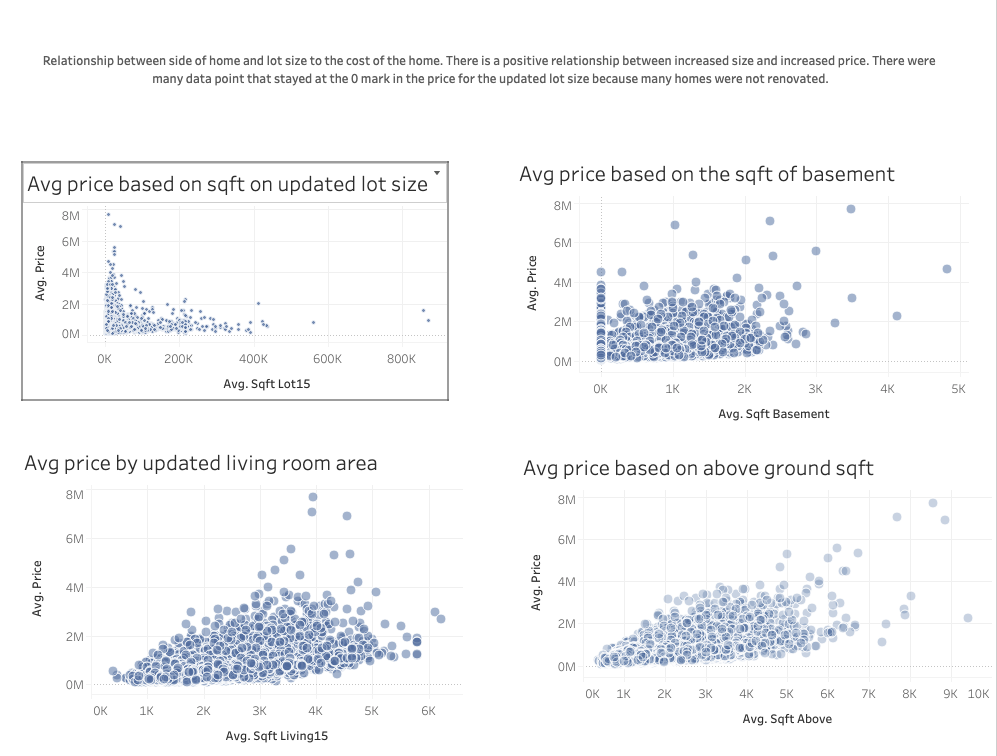 Relationship between side of home and lot size to the cost of the home. There is a positive relationship between increased size and increased price. There were
many data point that stayed at the 0 mark in the price for the updated lot size because many homes were not renovated.
Avg price based on sqft on updated lot size
8M
6M
4M
2M
0M
Avg. Price
0K 200K 400K 600K 800K
Avg. Sqft Lot15
Avg price based on the sqft of basement
8M
6M
4M
2M
0M
Avg. Price
0K 1K 2K 3K 4K 5K
Avg. Sqft Basement
Avg price by updated living room area
8M
6M
4M
2M
0M
Avg. Price
0K 1K 2K 3K 4K 5K 6K
Avg. Sqft Living15
Avg price based on above ground sqft
8M
6M
4M
2M
0M
Avg. Price
0K 1K 2K 3K 4K 5K 6K 7K 8K 9K 10K
Avg. Sqft Above